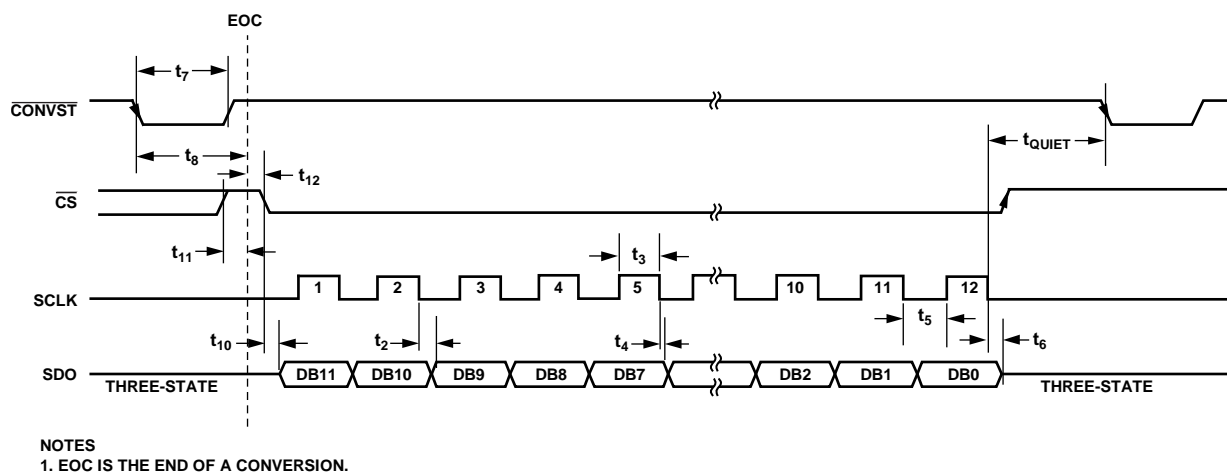 EOC
t7
CONVST
t8
tQUIET
t12
CS
t11
t3
SCLK
1 2 3 4 5 10 11 12
t10
t2
t4
t5
t6
SDO
DB11 DB10 DB9 DB8 DB7 DB2 DB1 DB0
THREE-STATE THREE-STATE
NOTES
1. EOC IS THE END OF A CONVERSION.